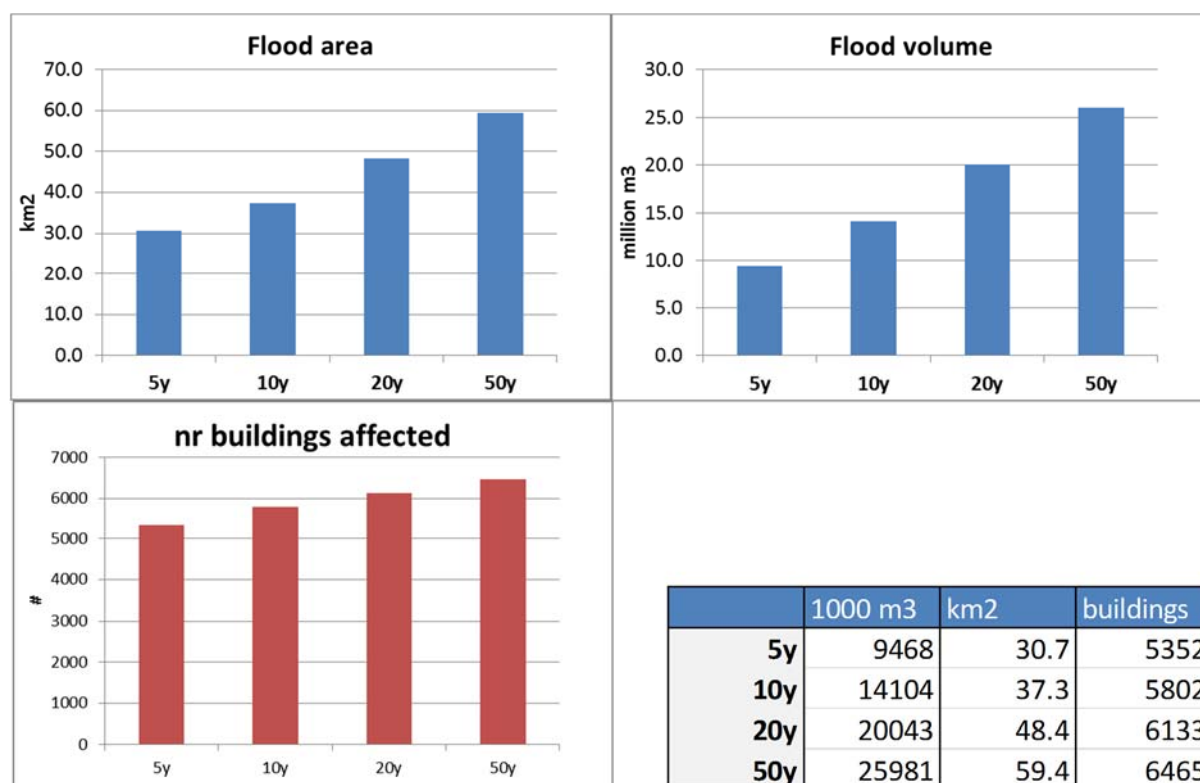 Flood area
km2
70.0
60.0
50.0
40.0
30.0
20.0
10.0
0.0
5y 10y 20y 50y
Flood volume
million m3
30.0
25.0
20.0
15.0
10.0
5.0
0.0
5y 10y 20y 50y
nr buildings affected
#
7000
6000
5000
4000
3000
2000
1000
0
5y 10y 20y 50y
1000 m3 km2 buildings
5y 9468 30.7 5352
10y 14104 37.3 5802
20y 20043 48.4 6133
50y 25981 59.4 6465